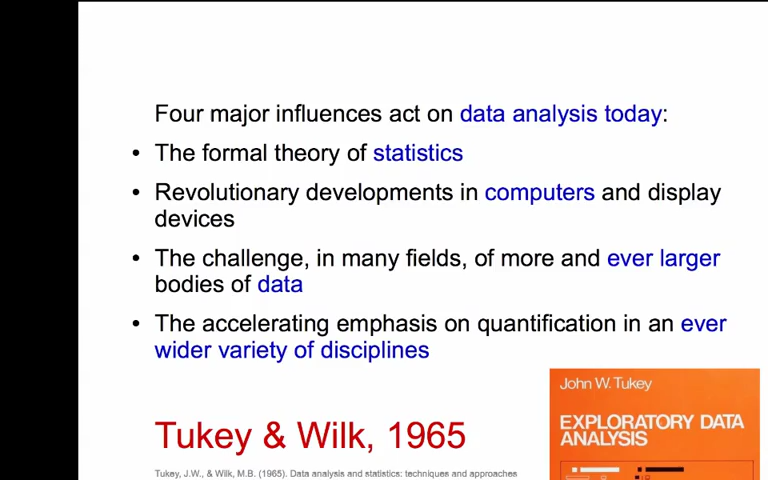 Four major influences act on data analysis today:
• The formal theory of statistics
• Revolutionary developments in computers and display
devices
• The challenge, in many fields, of more and ever larger
bodies of data
• The accelerating emphasis on quantification in an ever
wider variety of disciplines
Tukey & Wilk, 1965
Tukey, J.W., & Wilk, M.B. (1965). Data analysis and statistics: techniques and approaches
John W. Tukey
EXPLORATORY DATA
ANALYSIS